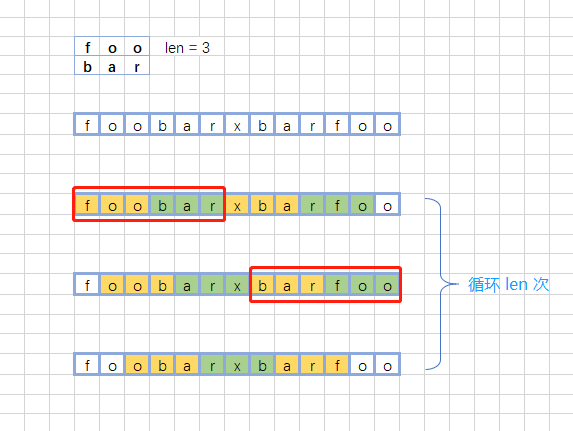 f o o len = 3
b a r
f o o b a r x b a r f o o
f o o b a r x b a r f o o
f o o b a r x b a r f o o
循环 len 次
f o o b a r x b a r f o o